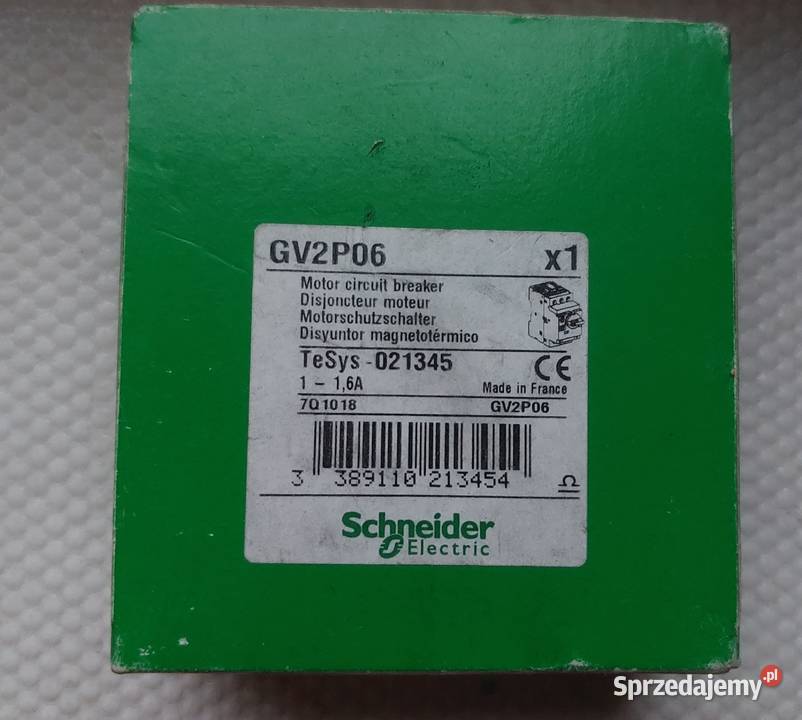 GV2P06 x1
Motor circuit breaker
Disjoncteur moteur
Motorschutzschalter
Disyuntor magnetotérmico
TeSys - 021345 CE
1 – 1,6A Made in France
7Q1018 GV2P06
3 389110 213454
Schneider
Electric
Sprzedajemy.pl